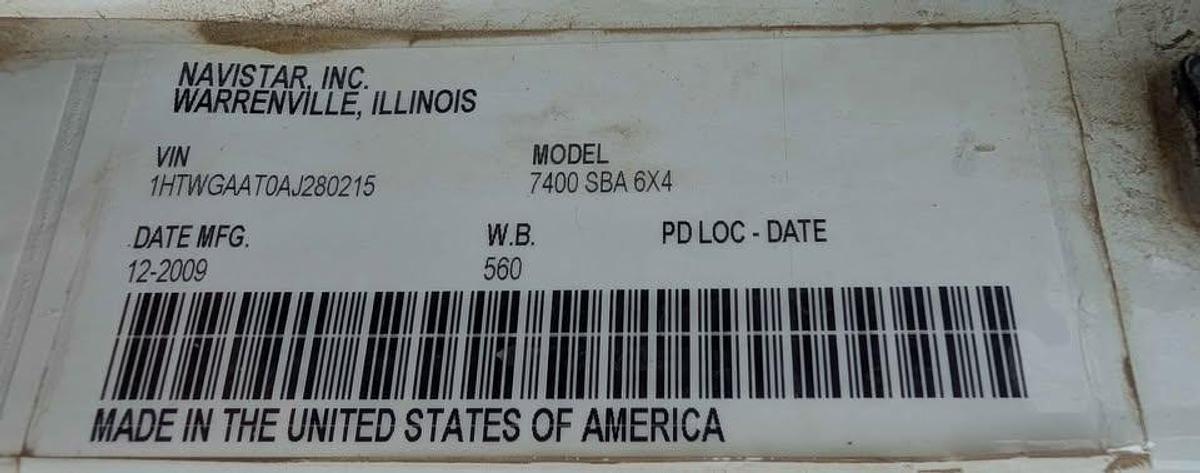 NAVISTAR, INC.
WARRENVILLE, ILLINOIS
VIN MODEL
1HTWGAAT0AJ280215 7400 SBA 6X4
DATE MFG. W.B. PD LOC - DATE
12-2009 560
MADE IN THE UNITED STATES OF AMERICA